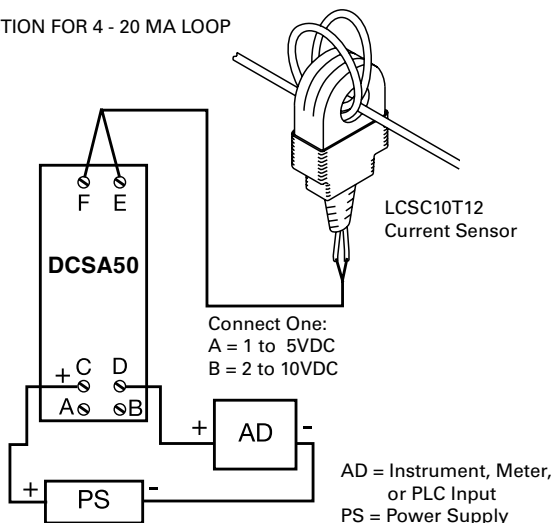 TION FOR 4 - 20 MA LOOP
F E
DCSA50
LCSC10T12
Current Sensor
Connect One:
A = 1 to 5VDC
B = 2 to 10VDC
+ C D
A B
+ AD -
+ PS -
AD = Instrument, Meter,
or PLC Input
PS = Power Supply